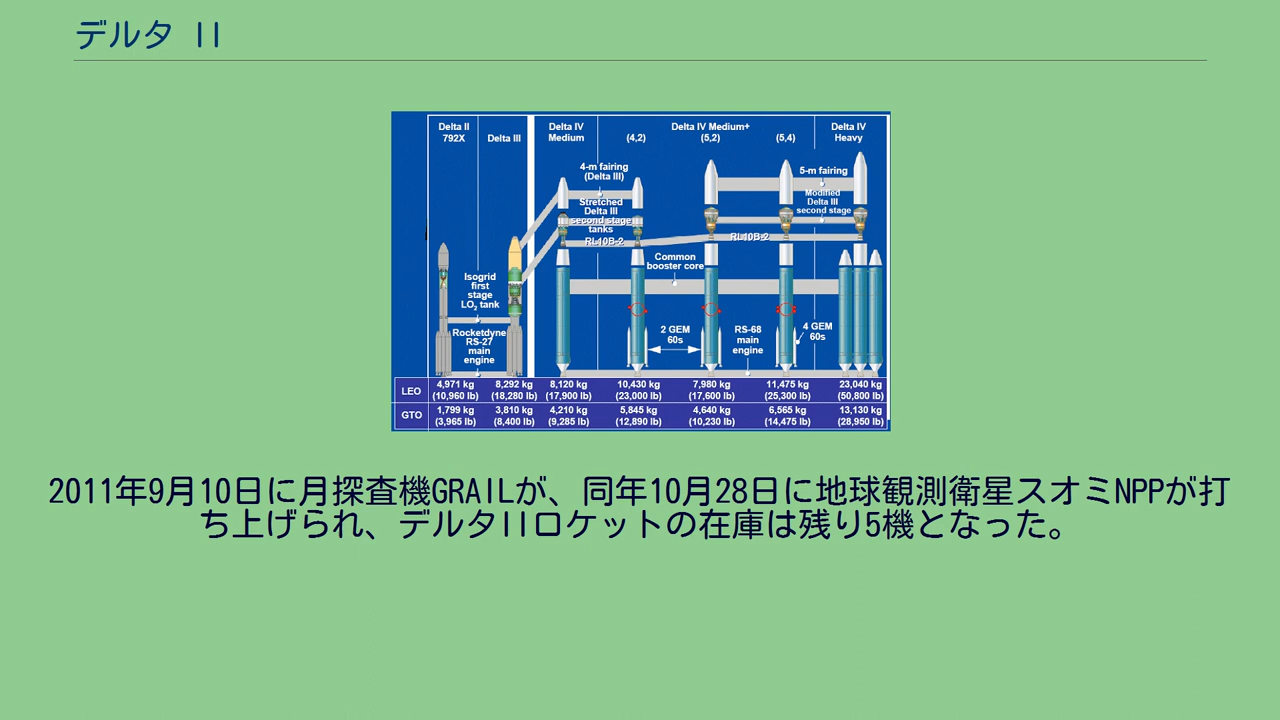 デルタ II
Delta II
792X
Delta III
Delta IV
Medium
(4,2)
Delta IV Medium+
(5,2)
(5,4)
Delta IV
Heavy
4-m fairing
(Delta III)
5-m fairing
Stretched
Delta III
second stage
tanks
Modified
Delta III
second stage
RL10B-2
RL10B-2
Common
booster core
Isogrid
first
stage
LO2 tank
Rocketdyne
RS-27
main
engine
2 GEM
60s
RS-68
main
engine
4 GEM
60s
LEO
4,971 kg
(10,960 lb)
8,292 kg
(18,280 lb)
8,120 kg
(17,900 lb)
10,430 kg
(23,000 lb)
7,980 kg
(17,600 lb)
11,475 kg
(25,300 lb)
23,040 kg
(50,800 lb)
GTO
1,799 kg
(3,965 lb)
3,810 kg
(8,400 lb)
4,210 kg
(9,285 lb)
5,845 kg
(12,890 lb)
4,640 kg
(10,230 lb)
6,565 kg
(14,475 lb)
13,130 kg
(28,950 lb)
2011年9月10日に月探査機GRAILが、同年10月28日に地球観測衛星スオミNPPが打
ち上げられ、デルタIIロケットの在庫は残り5機となった。